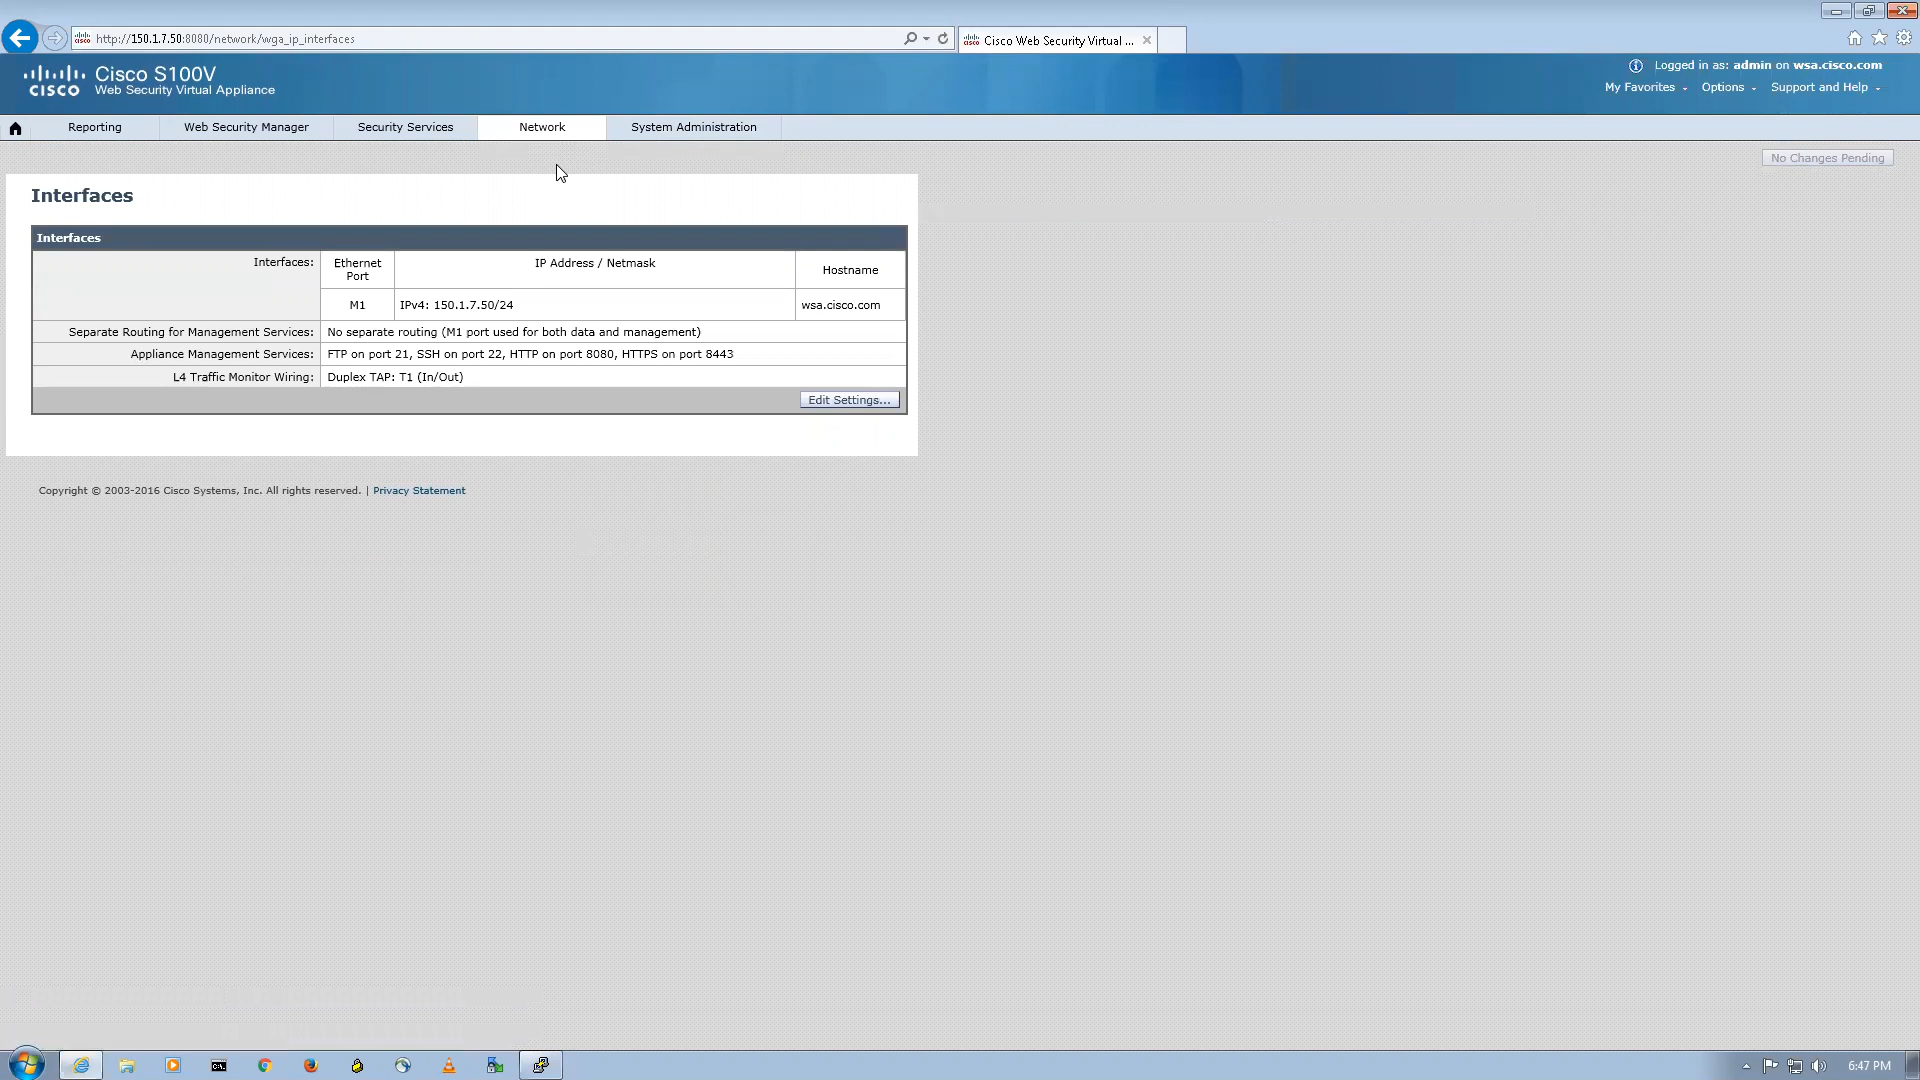 http://150.1.7.50:8080/network/wga_ip_interfaces
Cisco Web Security Virtual ...
cisco
Cisco S100V
Web Security Virtual Appliance
Logged in as: admin on wsa.cisco.com
My Favorites Options Support and Help
Reporting Web Security Manager Security Services Network System Administration
No Changes Pending
Interfaces
Interfaces
Interfaces: Ethernet Port IP Address / Netmask Hostname
M1 IPv4: 150.1.7.50/24 wsa.cisco.com
Separate Routing for Management Services: No separate routing (M1 port used for both data and management)
Appliance Management Services: FTP on port 21, SSH on port 22, HTTP on port 8080, HTTPS on port 8443
L4 Traffic Monitor Wiring: Duplex TAP: T1 (In/Out)
Edit Settings...
Copyright © 2003-2016 Cisco Systems, Inc. All rights reserved. | Privacy Statement
6:47 PM